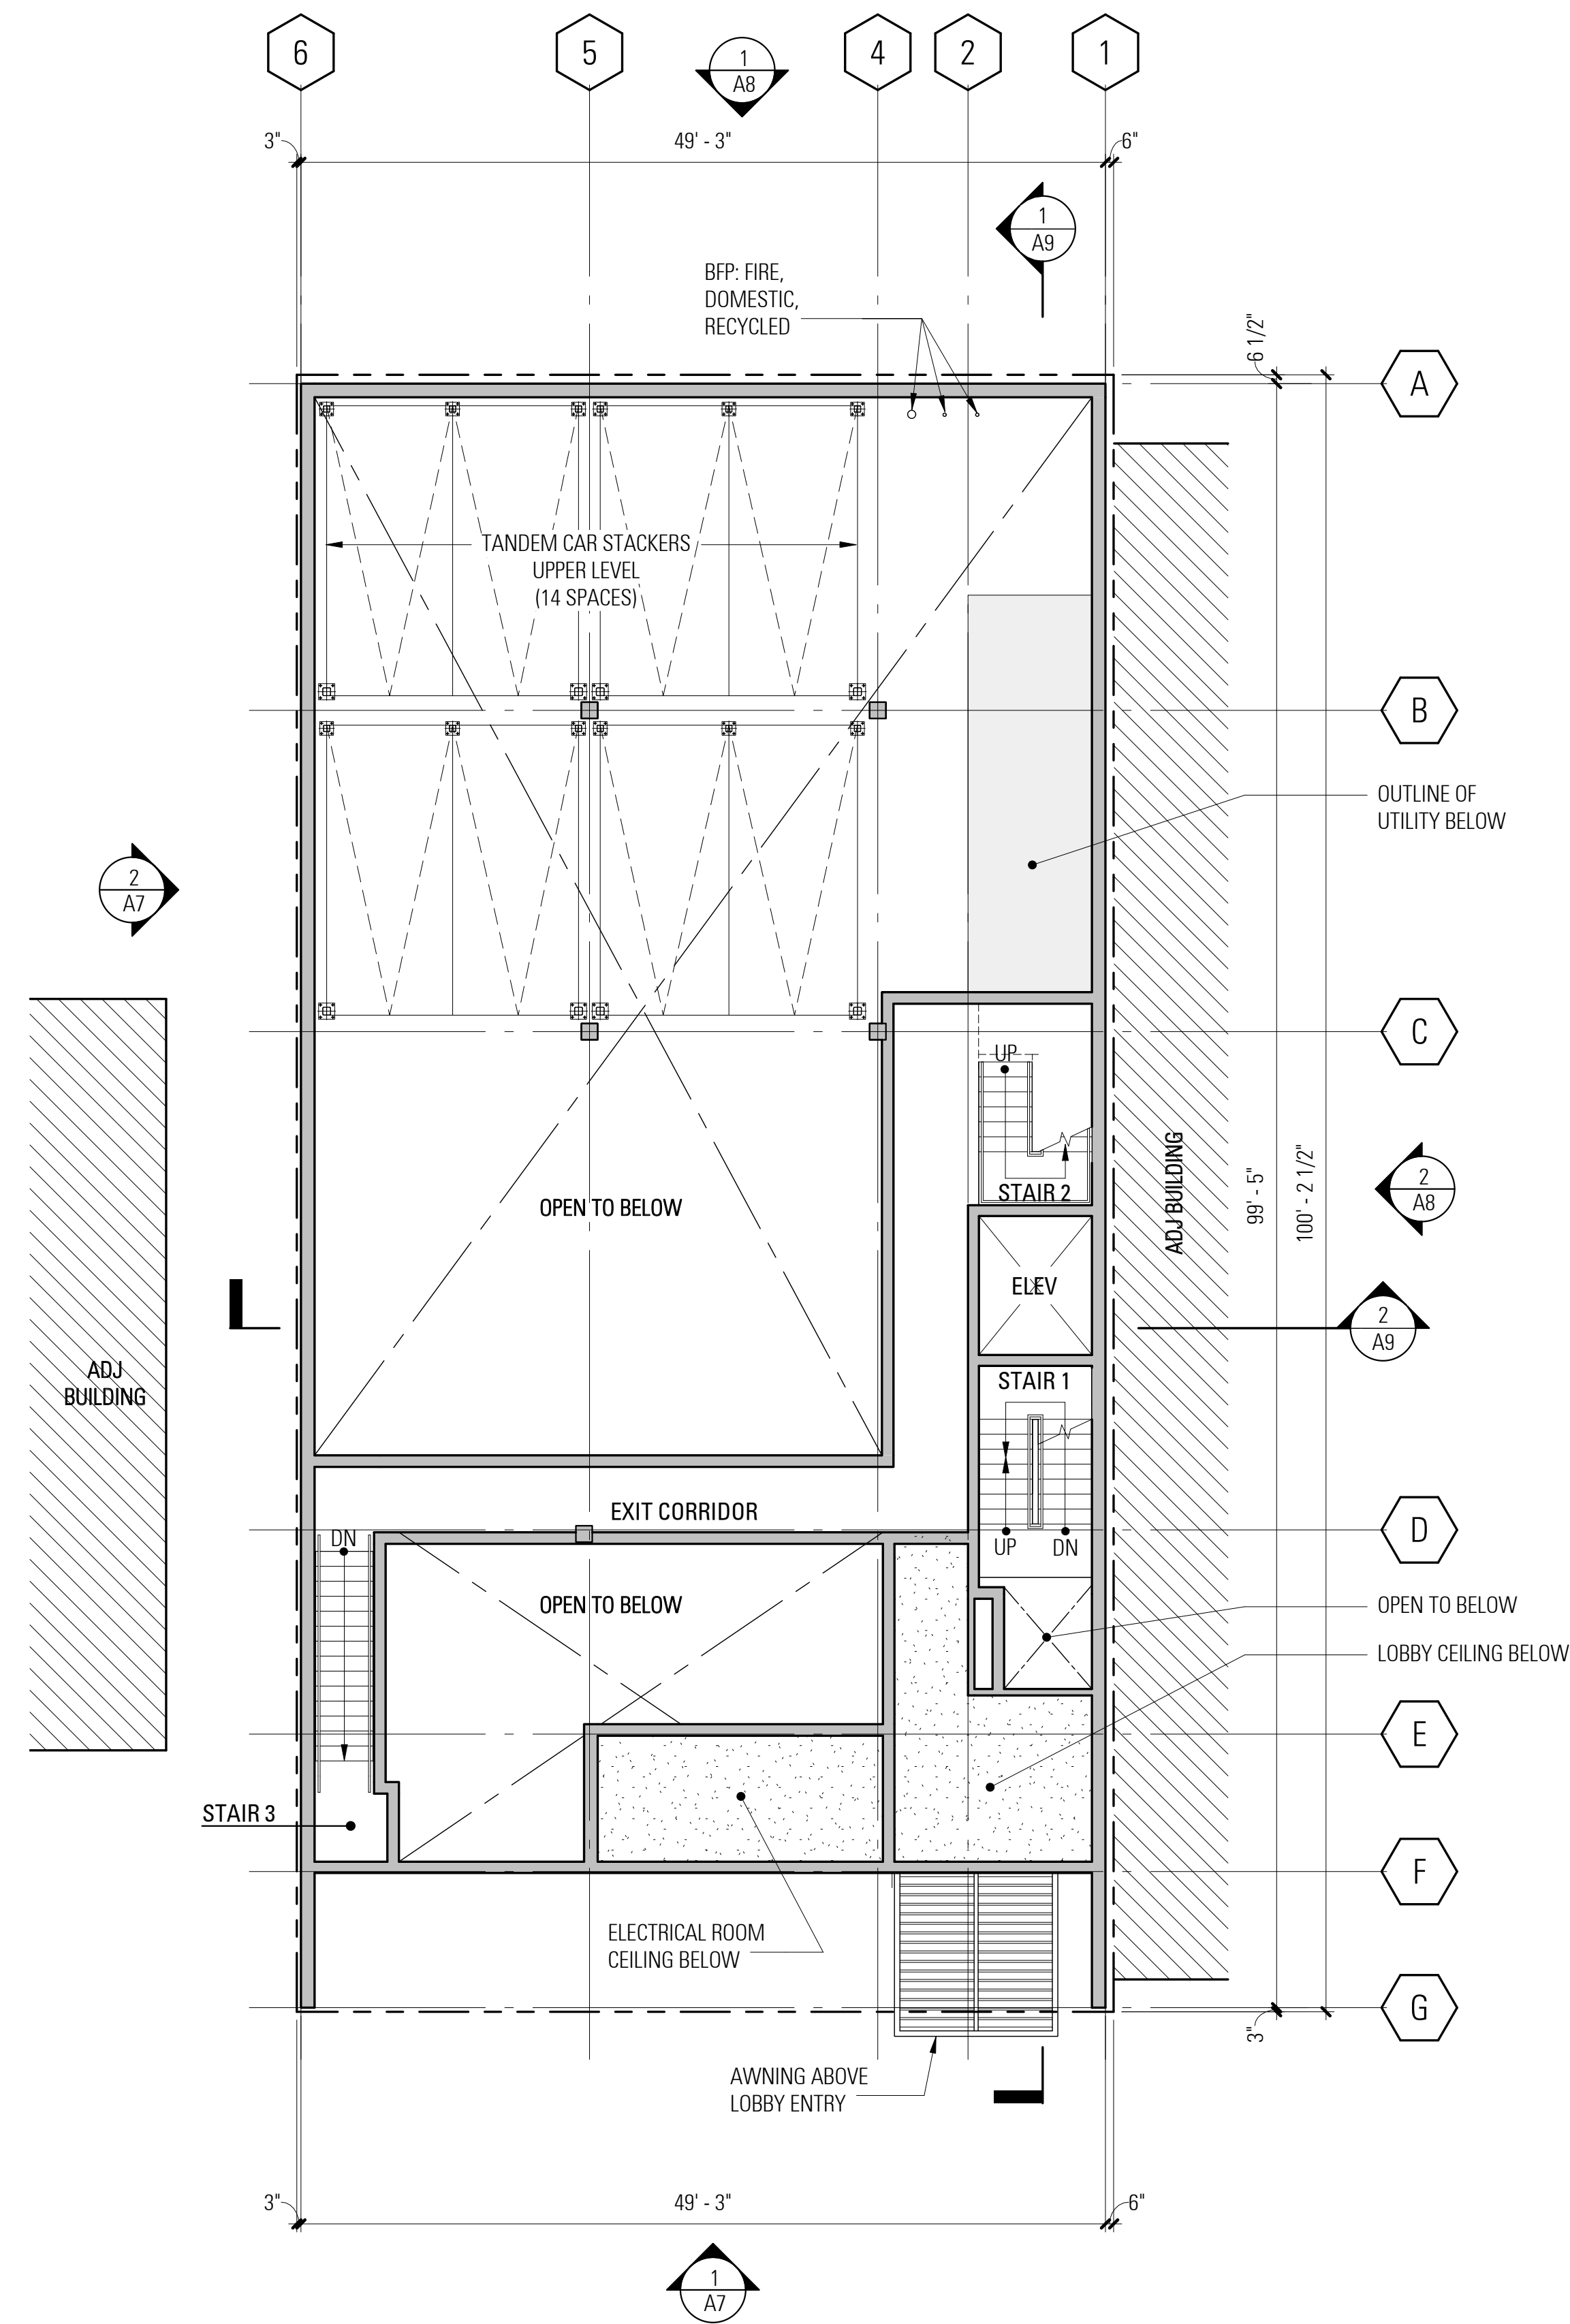 6
5
1
A8
4
2
1
3"
49' - 3"
6"
1
A9
BFP: FIRE,
DOMESTIC,
RECYCLED
6 1/2"
A
TANDEM CAR STACKERS
UPPER LEVEL
(14 SPACES)
B
OUTLINE OF
UTILITY BELOW
2
A7
C
UP
ADJ BUILDING
99' - 5"
100' - 2 1/2"
2
A8
STAIR 2
OPEN TO BELOW
ELEV
2
A9
ADJ
BUILDING
STAIR 1
EXIT CORRIDOR
D
DN
UP
DN
OPEN TO BELOW
OPEN TO BELOW
LOBBY CEILING BELOW
E
STAIR 3
F
ELECTRICAL ROOM
CEILING BELOW
G
3"
AWNING ABOVE
LOBBY ENTRY
3"
49' - 3"
6"
1
A7